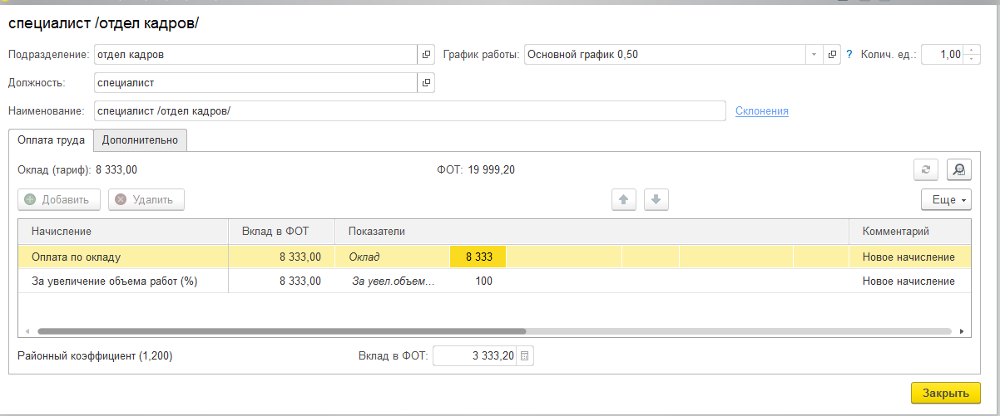 специалист /отдел кадров/
Подразделение: отдел кадров График работы: Основной график 0,50 ? Колич. ед.: 1,00
Должность: специалист
Наименование: специалист /отдел кадров/ Склонения
Оплата труда Дополнительно
Оклад (тариф): 8 333,00 ФОТ: 19 999,20
Добавить Удалить Еще
Начисление Вклад в ФОТ Показатели Комментарий
Оплата по окладу 8 333,00 Оклад 8 333 Новое начисление
За увеличение объема работ (%) 8 333,00 За увел.объем... 100 Новое начисление
Районный коэффициент (1,200) Вклад в ФОТ: 3 333,20
Закрыть